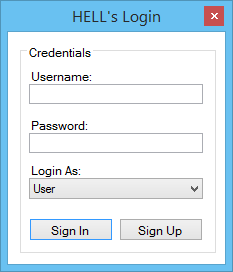 HELL's Login
Credentials
Username:
Password:
Login As:
User
Sign In
Sign Up